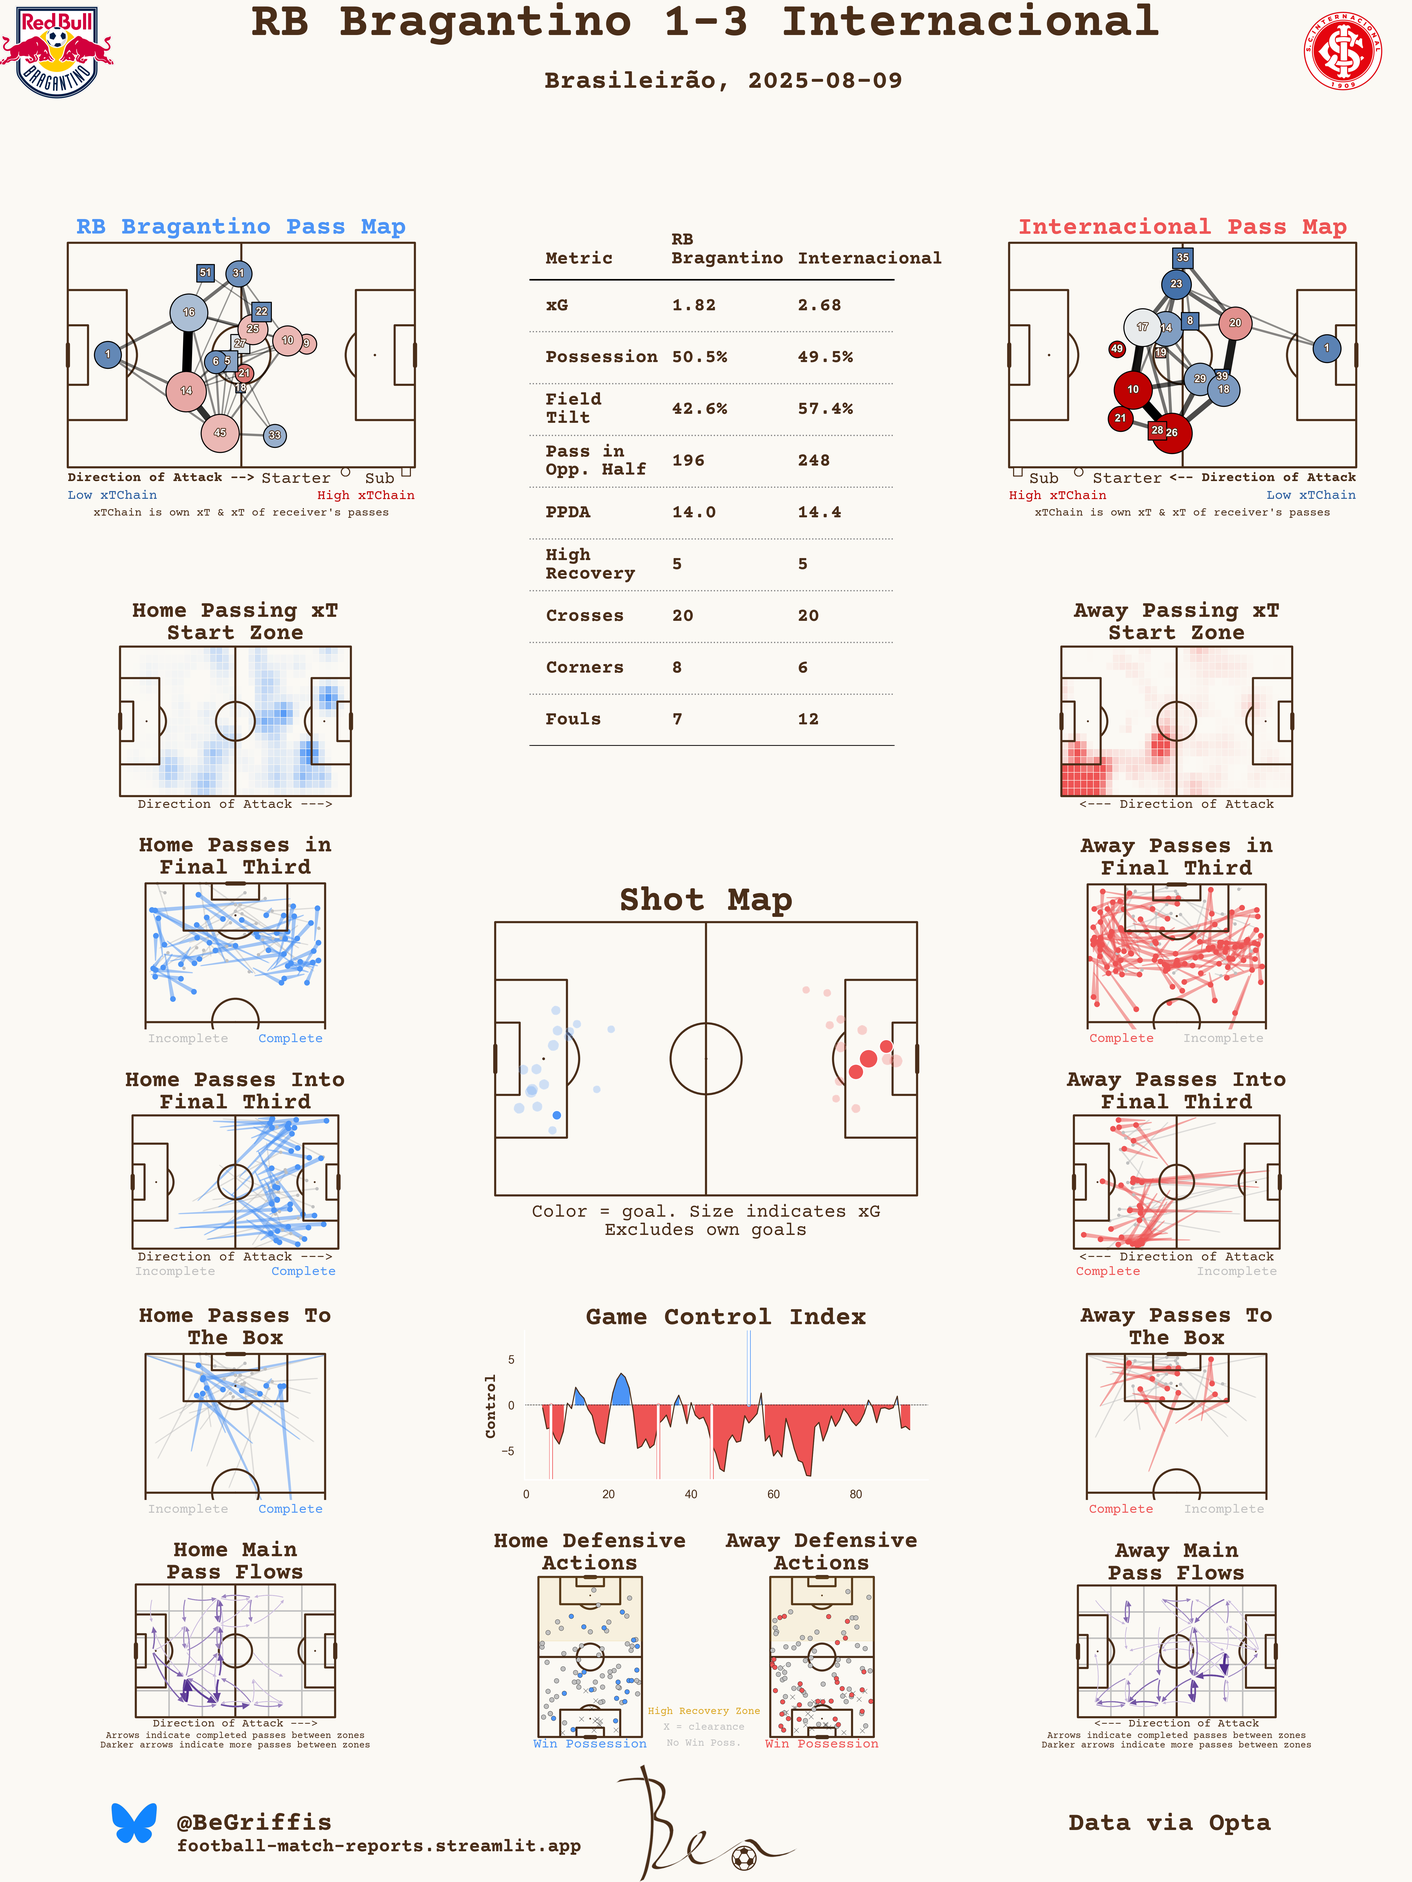 RB Bragantino 1-3 Internacional
Brasileirão, 2025-08-09
Red Bull
BRAGANTINO
S.C.INTERNACIONAL
1909
RB Bragantino Pass Map
51
31
16
22
25
27
10
9
1
6
5
21
18
14
45
33
Direction of Attack --> Starter Sub
Low xTChain High xTChain
xTChain is own xT & xT of receiver's passes
Metric RB Bragantino Internacional
xG 1.82 2.68
Possession 50.5% 49.5%
Field Tilt 42.6% 57.4%
Pass in Opp. Half 196 248
PPDA 14.0 14.4
High Recovery 5 5
Crosses 20 20
Corners 8 6
Fouls 7 12
Internacional Pass Map
35
23
17
14
8
20
49
19
1
10
29
39
18
21
28
26
Sub Starter <-- Direction of Attack
High xTChain Low xTChain
xTChain is own xT & xT of receiver's passes
Home Passing xT
Start Zone
Direction of Attack --->
Away Passing xT
Start Zone
<--- Direction of Attack
Home Passes in
Final Third
Incomplete Complete
Away Passes in
Final Third
Complete Incomplete
Shot Map
Color = goal. Size indicates xG
Excludes own goals
Home Passes Into
Final Third
Direction of Attack --->
Incomplete Complete
Away Passes Into
Final Third
<--- Direction of Attack
Complete Incomplete
Home Passes To
The Box
Incomplete Complete
Game Control Index
Control
5
0
−5
0 20 40 60 80
Away Passes To
The Box
Complete Incomplete
Home Main
Pass Flows
Direction of Attack --->
Arrows indicate completed passes between zones
Darker arrows indicate more passes between zones
Home Defensive
Actions
Win Possession
High Recovery Zone
X = clearance
No Win Poss.
Away Defensive
Actions
Win Possession
Away Main
Pass Flows
<--- Direction of Attack
Arrows indicate completed passes between zones
Darker arrows indicate more passes between zones
@BeGriffis
football-match-reports.streamlit.app
Ben
Data via Opta